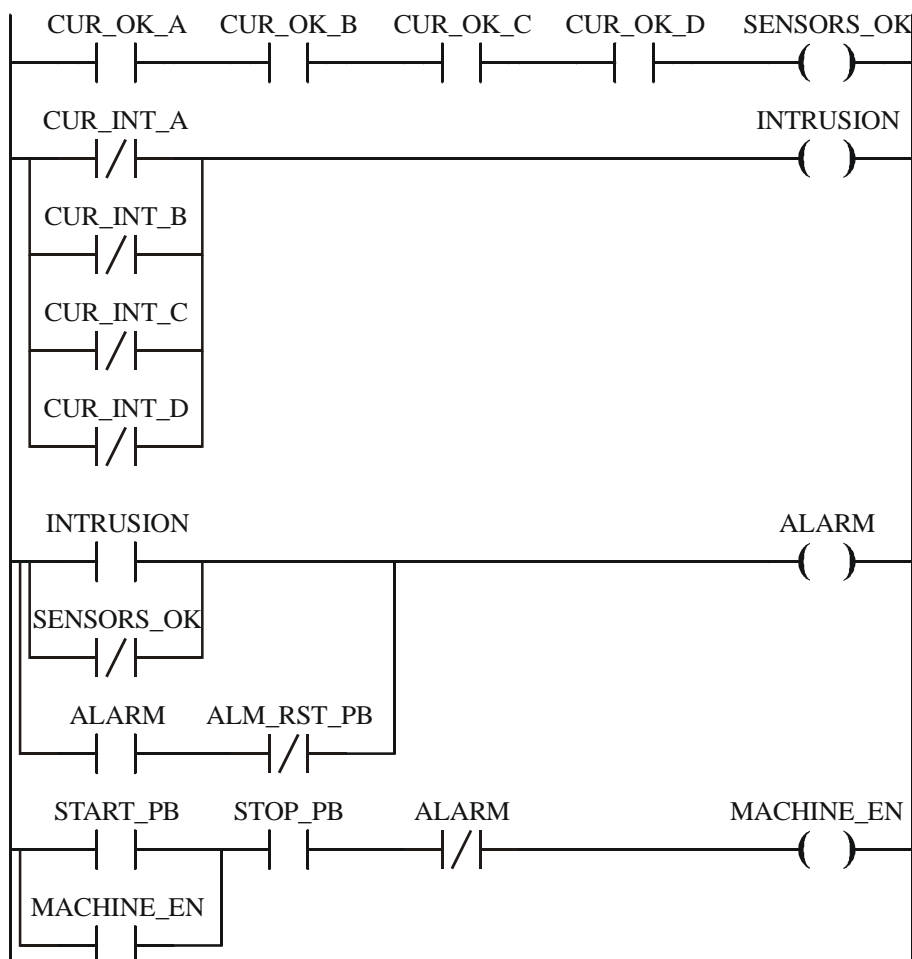 CUR_OK_A CUR_OK_B CUR_OK_C CUR_OK_D SENSORS_OK
CUR_INT_A INTRUSION
CUR_INT_B
CUR_INT_C
CUR_INT_D
INTRUSION ALARM
SENSORS_OK
ALARM ALM_RST_PB
START_PB STOP_PB ALARM MACHINE_EN
MACHINE_EN